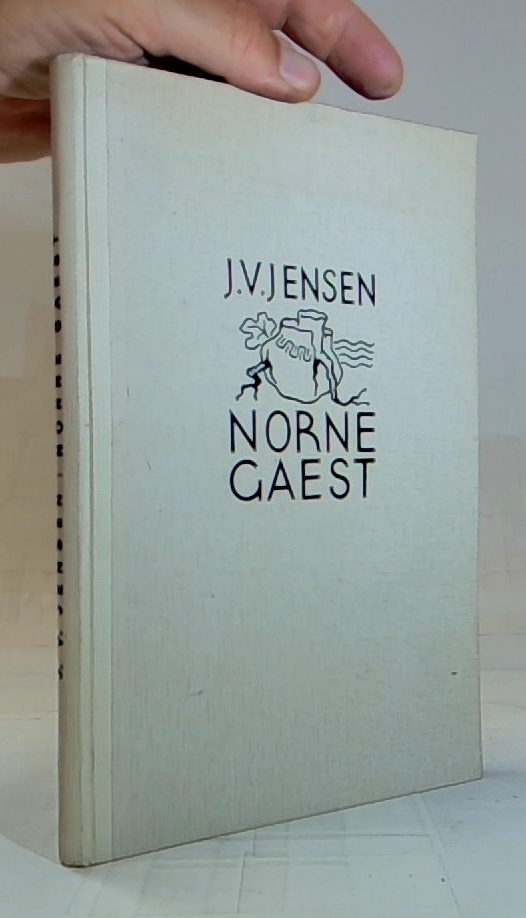 J.V.JENSEN
NORNE
GAEST
J. V. JENSEN : NORNE GAEST